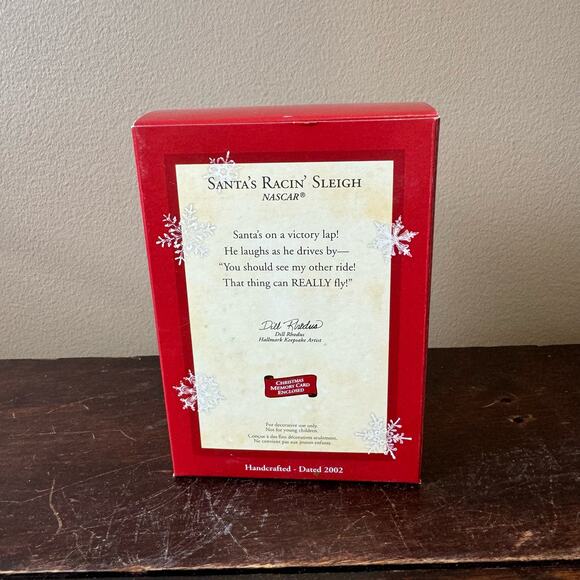 SANTA'S RACIN' SLEIGH
NASCAR®
Santa's on a victory lap!
He laughs as he drives by—
"You should see my other ride!
That thing can REALLY fly!"
Dill Rhodus
Dill Rhodus
Hallmark Keepsake Artist
CHRISTMAS
MEMORY CARD
ENCLOSED
For decorative use only.
Not for young children.
Conçue à des fins décoratives seulement.
Ne convient pas aux jeunes enfants.
Handcrafted - Dated 2002